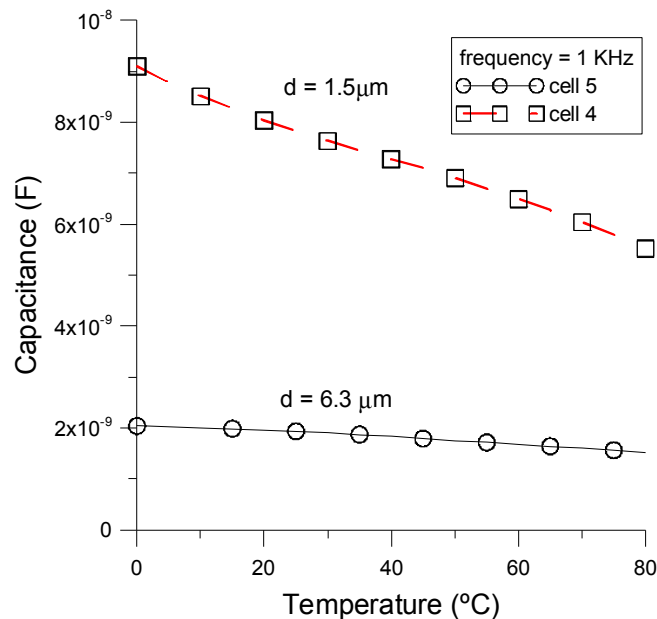 10⁻⁸
frequency = 1 KHz
cell 5
cell 4
d = 1.5μm
8x10⁻⁹
6x10⁻⁹
4x10⁻⁹
d = 6.3 μm
2x10⁻⁹
0
Capacitance (F)
0 20 40 60 80
Temperature (ºC)